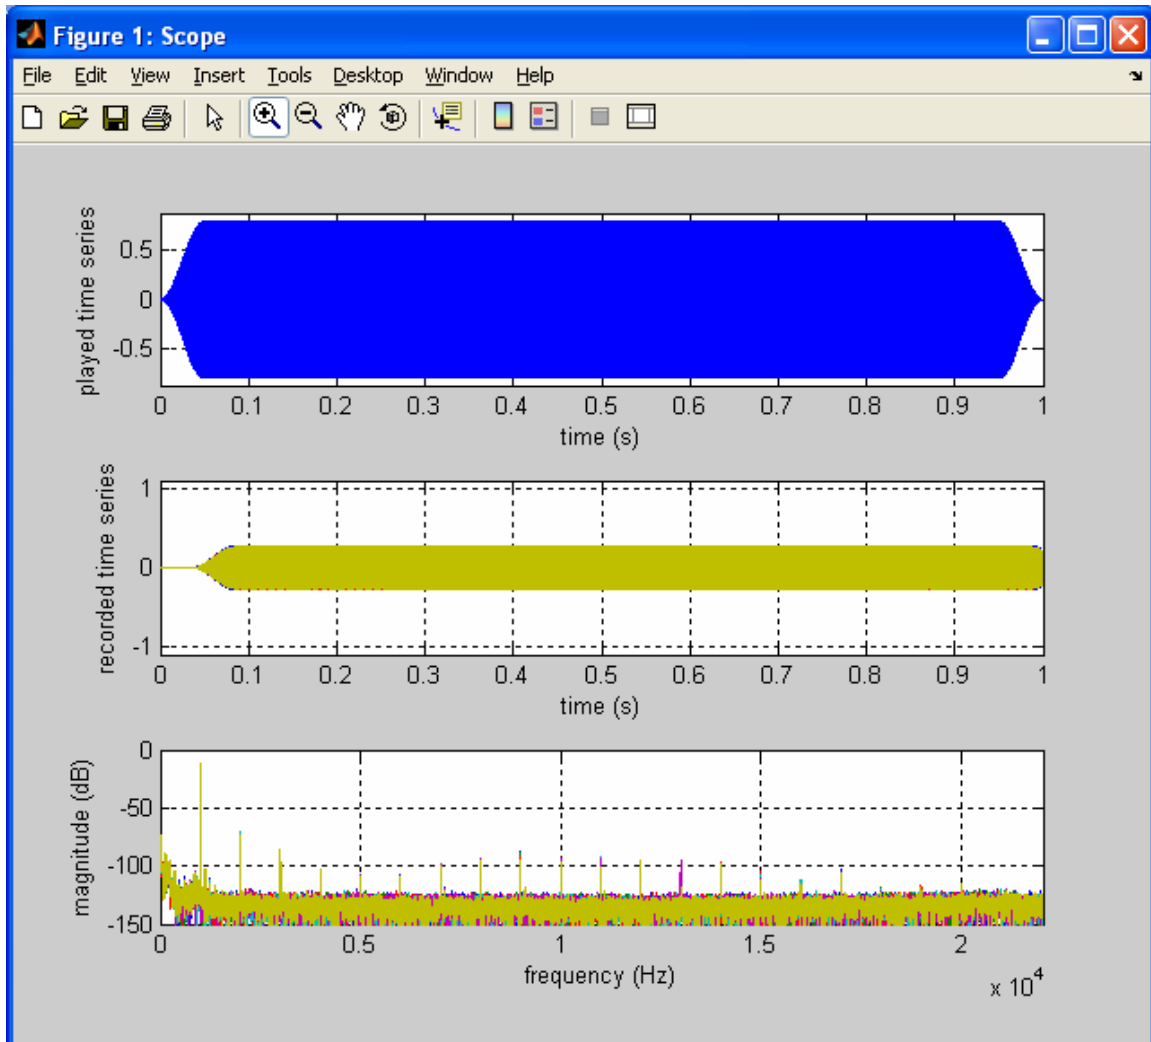 Figure 1: Scope
File Edit View Insert Tools Desktop Window Help
played time series
0.5
0
-0.5
0 0.1 0.2 0.3 0.4 0.5 0.6 0.7 0.8 0.9 1
time (s)
recorded time series
1
0
-1
0 0.1 0.2 0.3 0.4 0.5 0.6 0.7 0.8 0.9 1
time (s)
magnitude (dB)
0
-50
-100
-150
0 0.5 1 1.5 2
frequency (Hz)
x 10^4